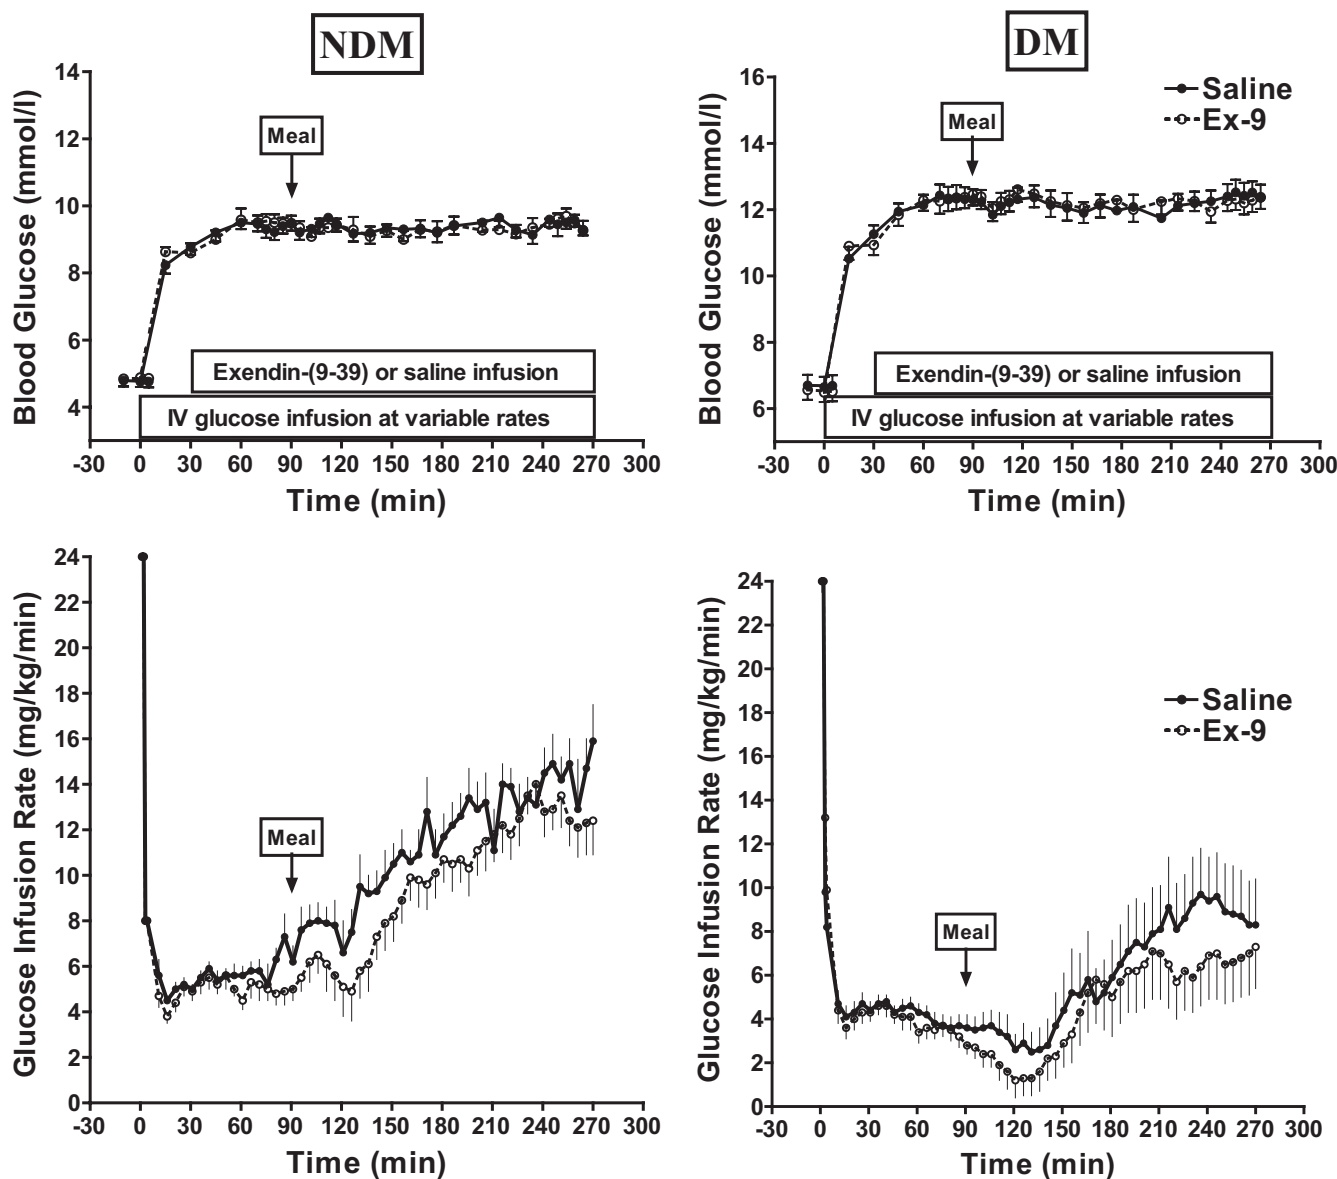 NDM
Blood Glucose (mmol/l)
14
12
10
8
6
4
Meal
Exendin-(9-39) or saline infusion
IV glucose infusion at variable rates
-30 0 30 60 90 120 150 180 210 240 270 300
Time (min)
DM
Blood Glucose (mmol/l)
16
14
12
10
8
6
Meal
Saline
Ex-9
Exendin-(9-39) or saline infusion
IV glucose infusion at variable rates
-30 0 30 60 90 120 150 180 210 240 270 300
Time (min)
Glucose Infusion Rate (mg/kg/min)
24
22
20
18
16
14
12
10
8
6
4
2
0
Meal
-30 0 30 60 90 120 150 180 210 240 270 300
Time (min)
Glucose Infusion Rate (mg/kg/min)
24
22
20
18
16
14
12
10
8
6
4
2
0
Meal
Saline
Ex-9
-30 0 30 60 90 120 150 180 210 240 270 300
Time (min)